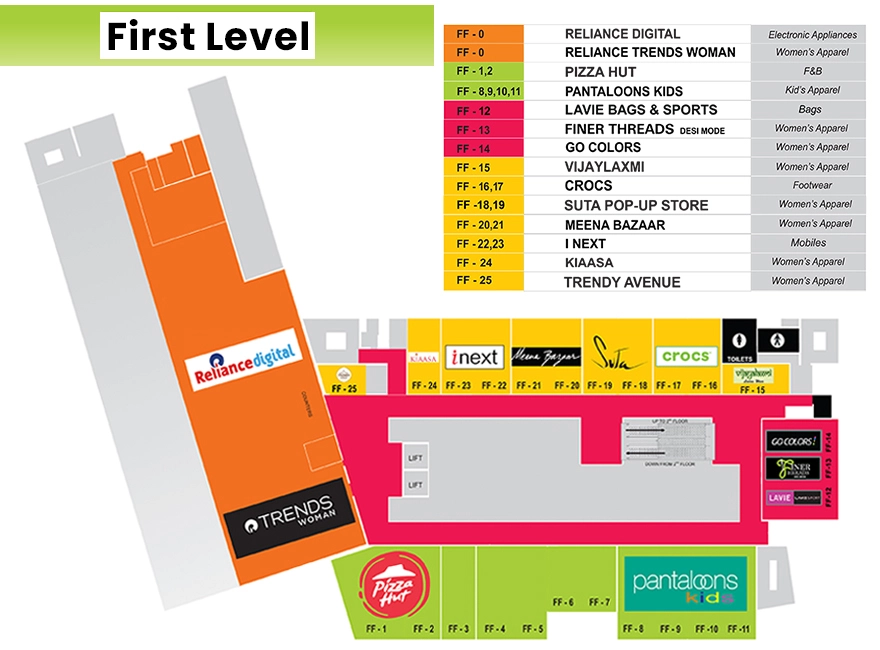 First Level
FF - 0 RELIANCE DIGITAL Electronic Appliances
FF - 0 RELIANCE TRENDS WOMAN Women's Apparel
FF - 1,2 PIZZA HUT F&B
FF - 8,9,10,11 PANTALOONS KIDS Kid's Apparel
FF - 12 LAVIE BAGS & SPORTS Bags
FF - 13 FINER THREADS DESI MODE Women's Apparel
FF - 14 GO COLORS Women's Apparel
FF - 15 VIJAYLAXMI Women's Apparel
FF - 16,17 CROCS Footwear
FF -18,19 SUTA POP-UP STORE Women's Apparel
FF - 20,21 MEENA BAZAAR Women's Apparel
FF - 22,23 I NEXT Mobiles
FF - 24 KIAASA Women's Apparel
FF - 25 TRENDY AVENUE Women's Apparel
Reliance digital
COUNTERS
TRENDS
WOMAN
FF - 25
KIAASA
FF - 24
inext
FF - 23 FF - 22
Meena Bazaar
FF - 21 FF - 20
Suta
FF - 19 FF - 18
crocs
FF - 17 FF - 16
TOILETS
Vijaylaxmi
FF - 15
LIFT
LIFT
UP TO 2ND FLOOR
DOWN FROM 2ND FLOOR
GO COLORS! FF-14
FINER
THREADS
FF-13
LAVIE LAVIE SPORT FF-12
Pizza
Hut
FF - 1 FF - 2 FF - 3 FF - 4 FF - 5
FF - 6 FF - 7
pantaloons
kids
FF - 8 FF - 9 FF -10 FF -11